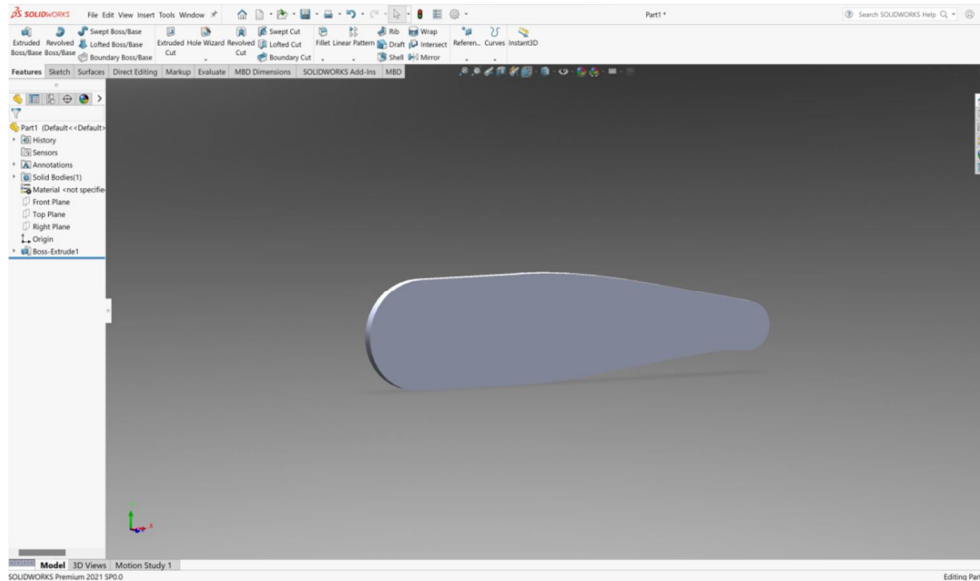 SOLIDWORKS File Edit View Insert Tools Window Part1 * Search SOLIDWORKS Help
Extruded Boss/Base
Revolved Boss/Base
Swept Boss/Base
Lofted Boss/Base
Boundary Boss/Base
Extruded Cut
Hole Wizard
Revolved Cut
Swept Cut
Lofted Cut
Boundary Cut
Fillet
Linear Pattern
Rib
Draft
Shell
Wrap
Intersect
Mirror
Referen...
Curves
Instant3D
Features Sketch Surfaces Direct Editing Markup Evaluate MBD Dimensions SOLIDWORKS Add-Ins MBD
Part1 (Default<<Default>
History
Sensors
Annotations
Solid Bodies(1)
Material <not specifie
Front Plane
Top Plane
Right Plane
Origin
Boss-Extrude1
Model 3D Views Motion Study 1
SOLIDWORKS Premium 2021 SP0.0 Editing Part